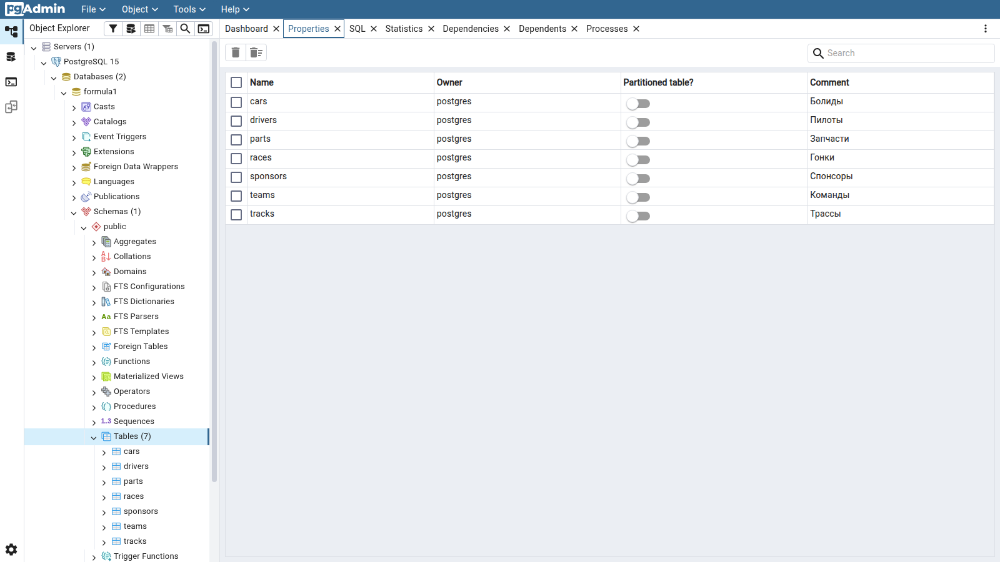 pgAdmin File Object Tools Help
Object Explorer
Dashboard Properties SQL Statistics Dependencies Dependents Processes
Servers (1)
PostgreSQL 15
Databases (2)
formula1
Casts
Catalogs
Event Triggers
Extensions
Foreign Data Wrappers
Languages
Publications
Schemas (1)
public
Aggregates
Collations
Domains
FTS Configurations
FTS Dictionaries
Aa FTS Parsers
FTS Templates
Foreign Tables
Functions
Materialized Views
Operators
Procedures
1..3 Sequences
Tables (7)
cars
drivers
parts
races
sponsors
teams
tracks
Trigger Functions
Search
Name Owner Partitioned table? Comment
cars postgres Болиды
drivers postgres Пилоты
parts postgres Запчасти
races postgres Гонки
sponsors postgres Спонсоры
teams postgres Команды
tracks postgres Трассы